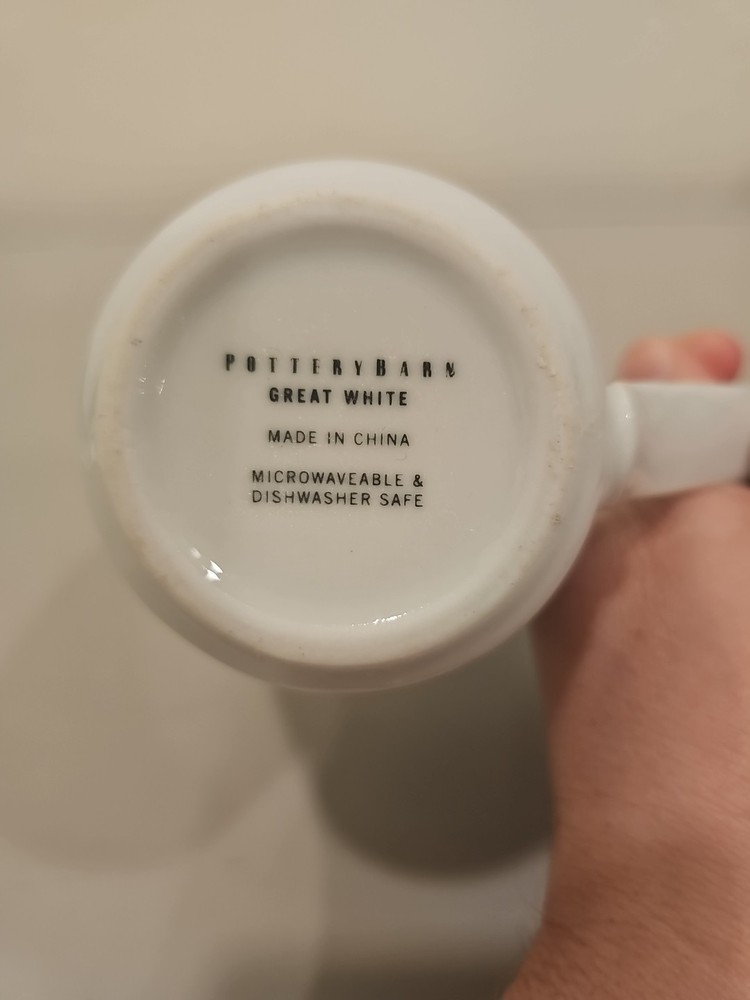 POTTERYBARN
GREAT WHITE
MADE IN CHINA
MICROWAVEABLE &
DISHWASHER SAFE